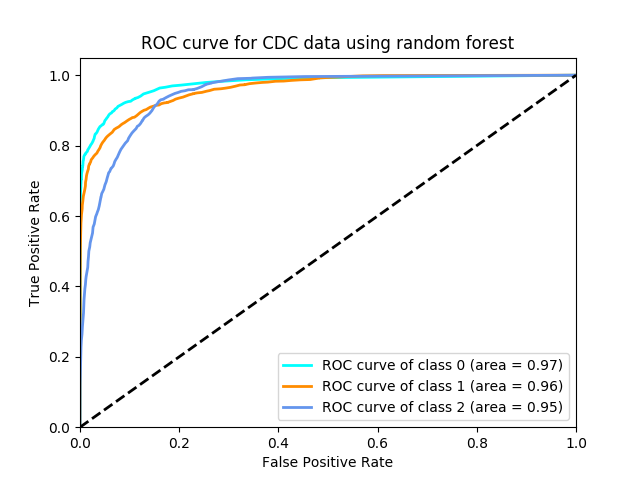 ROC curve for CDC data using random forest
True Positive Rate
1.0
0.8
0.6
0.4
0.2
0.0
ROC curve of class 0 (area = 0.97)
ROC curve of class 1 (area = 0.96)
ROC curve of class 2 (area = 0.95)
0.0 0.2 0.4 0.6 0.8 1.0
False Positive Rate